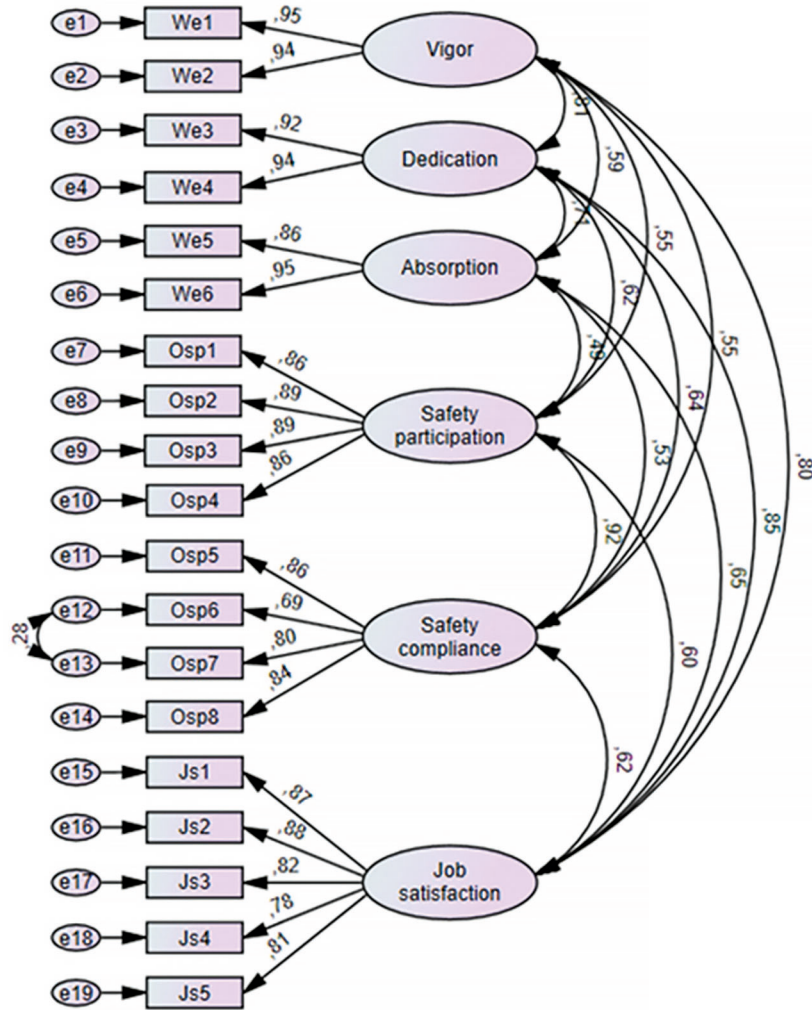 e1 We1 ,95 Vigor
e2 We2 ,94
,81
e3 We3 ,92 Dedication
,59
e4 We4 ,94
,71
,55
e5 We5 ,86 Absorption
,62
e6 We6 ,95
,49
,55
e7 Osp1 ,86
,64
e8 Osp2 ,89 Safety
participation
e9 Osp3 ,89
,53
,80
e10 Osp4 ,86
,92
,85
e11 Osp5 ,86
,65
e12 Osp6 ,69 Safety
compliance
,28
e13 Osp7 ,80
,60
e14 Osp8 ,84
,62
e15 Js1 ,87
e16 Js2 ,88
e17 Js3 ,82 Job
satisfaction
e18 Js4 ,78
e19 Js5 ,81